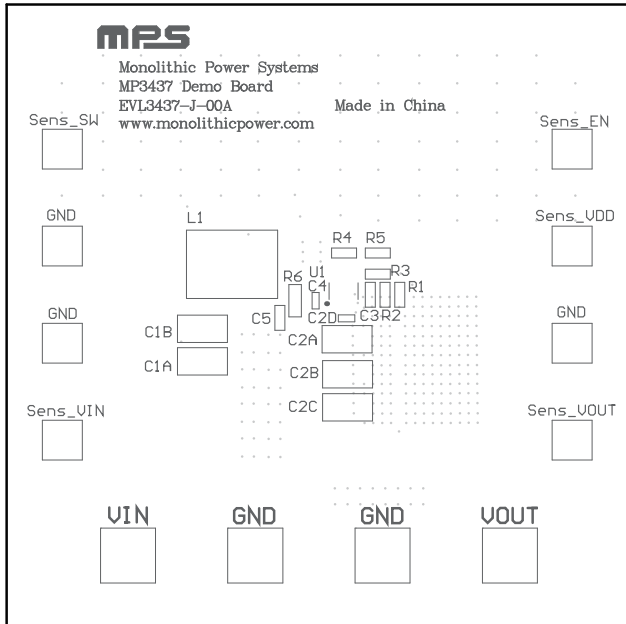 MPS
Monolithic Power Systems
MP3437 Demo Board
EVL3437-J-00A
Made in China
www.monolithicpower.com
Sens_SW
Sens_EN
GND
L1
Sens_VDD
R4 R5
U1
R3
R6 C4
R1
GND
C5
C2D
C3 R2
GND
C1B
C2A
C1A
C2B
C2C
Sens_VIN
Sens_VOUT
VIN
GND
GND
VOUT